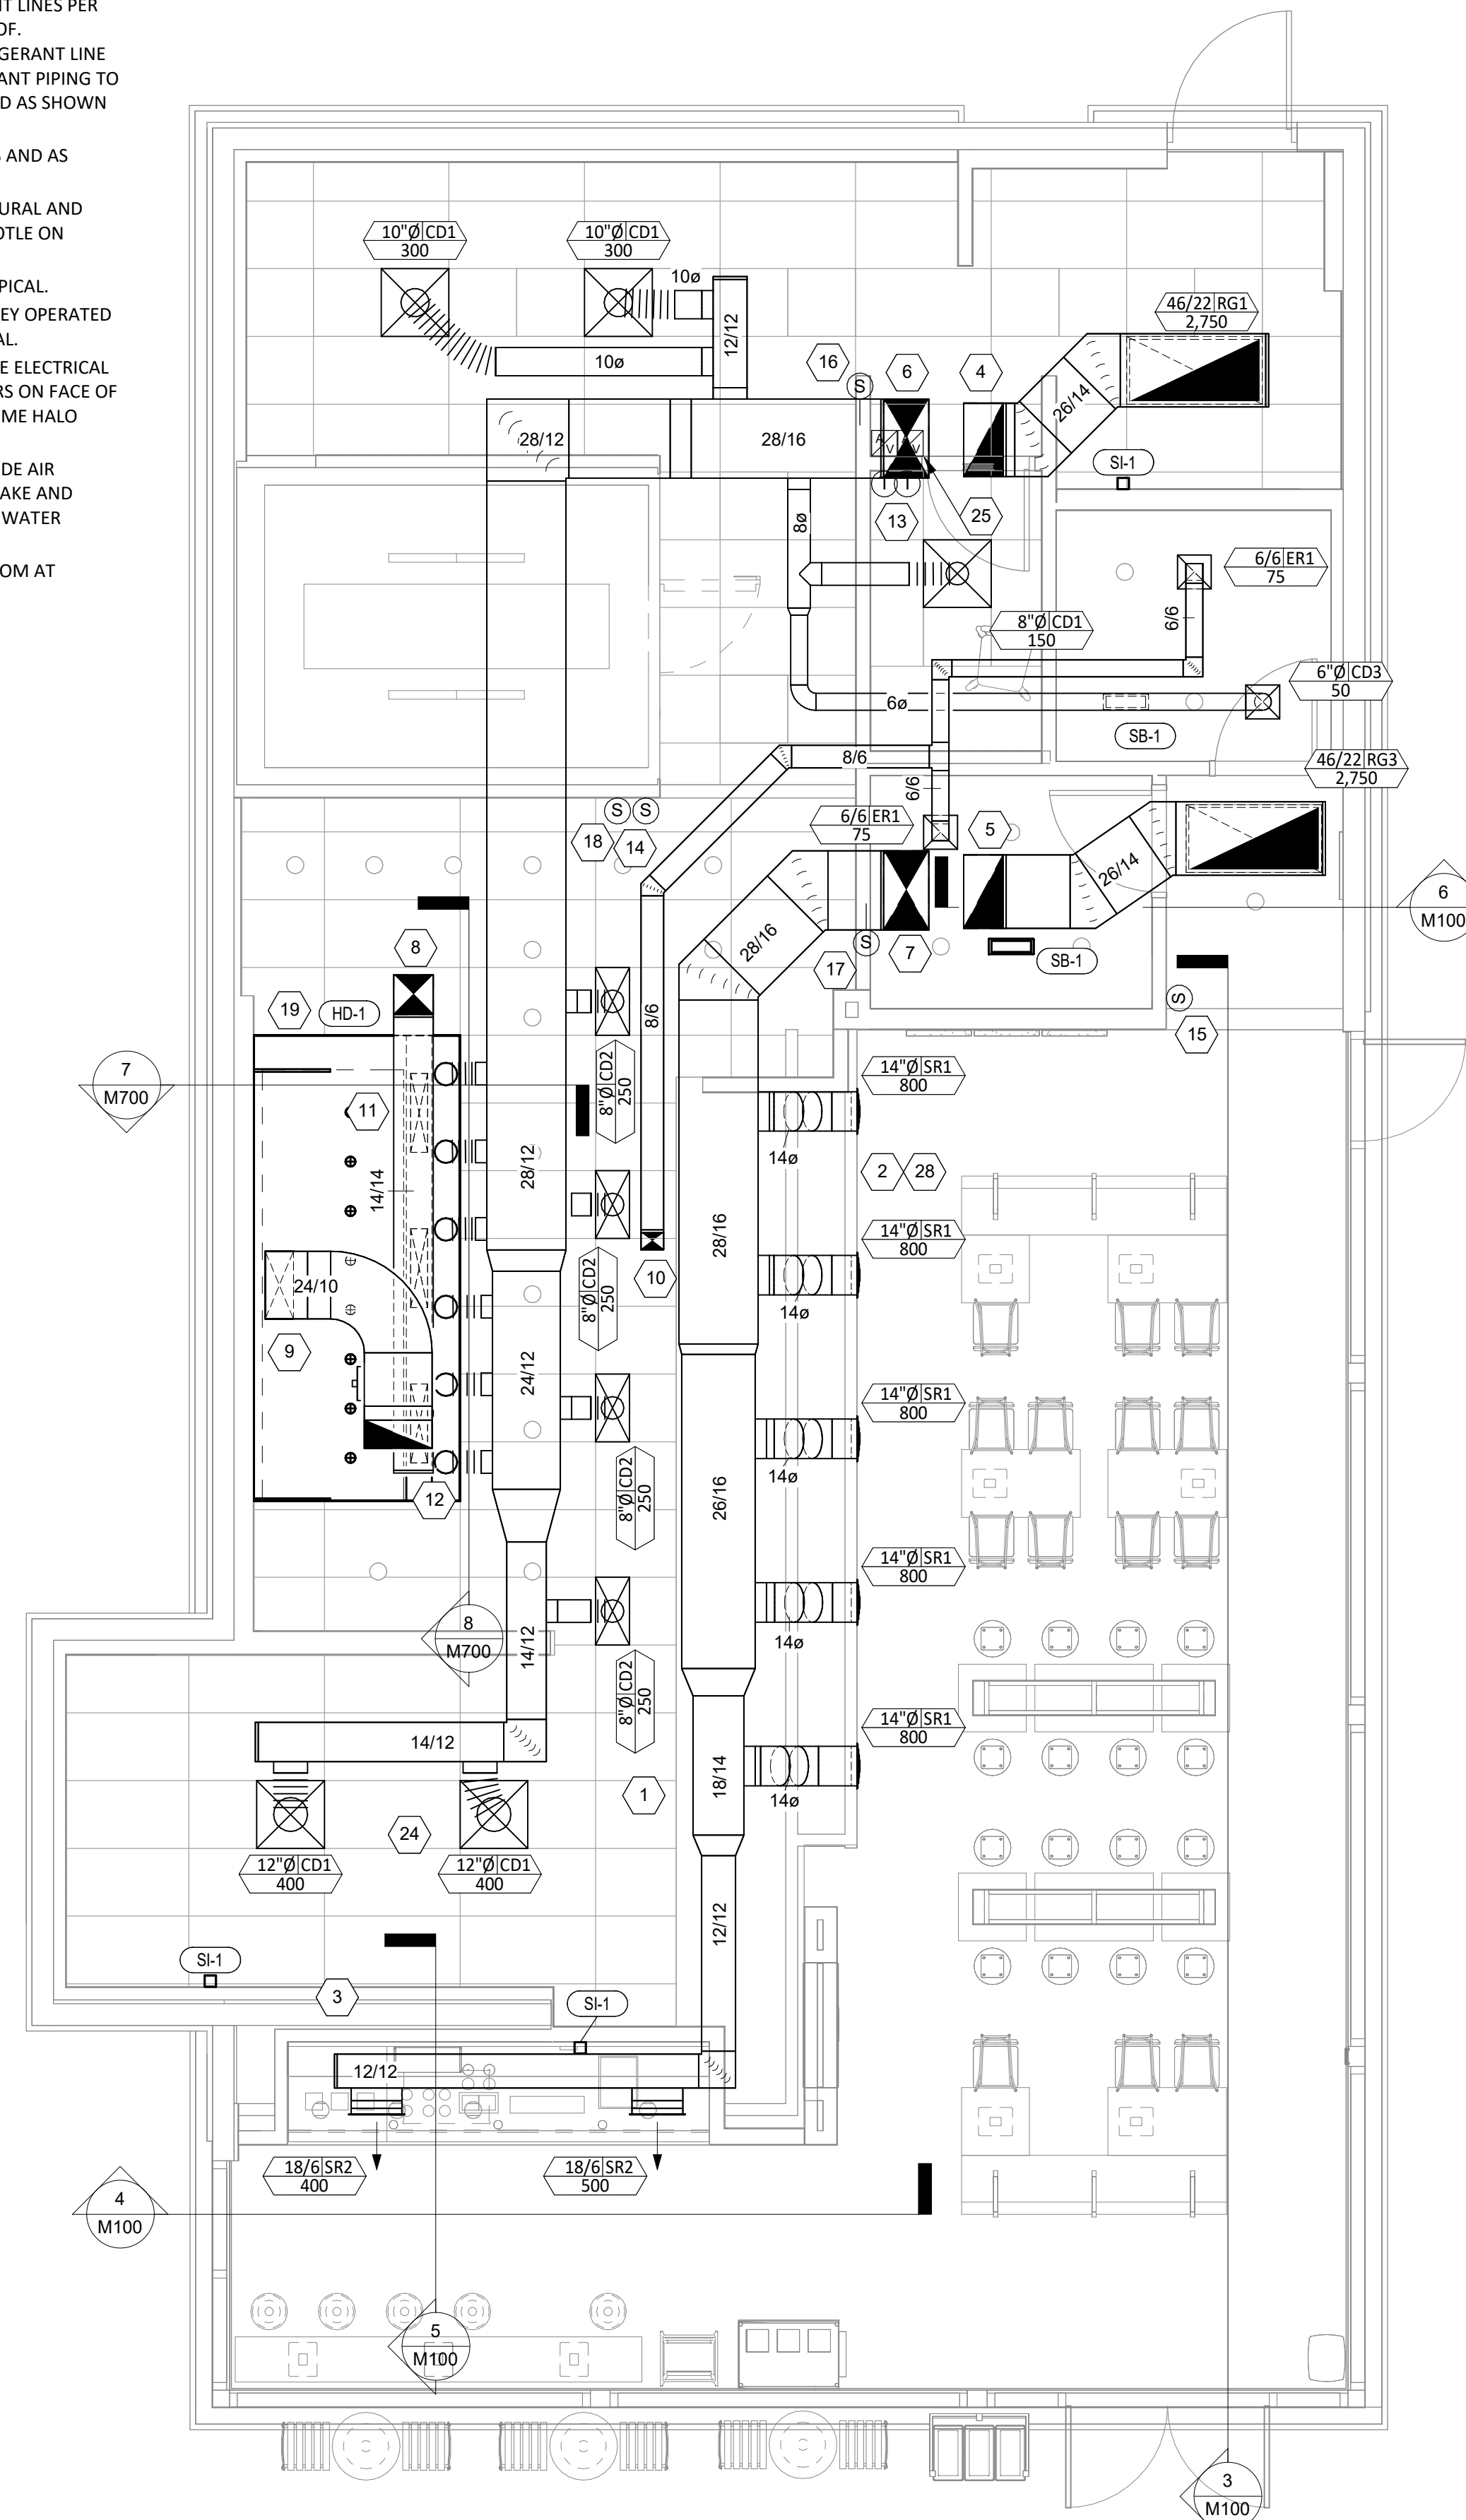 IT LINES PER
OF.
GERANT LINE
ANT PIPING TO
D AS SHOWN
AND AS
URAL AND
OTLE ON
PICAL.
EY OPERATED
AL.
E ELECTRICAL
RS ON FACE OF
ME HALO
DE AIR
AKE AND
WATER
OM AT
10"Ø CD1
300
10"Ø CD1
300
10ø
12/12
10ø
46/22 RG1
2,750
16
S
6
4
26/14
28/12
28/16
A
V
V
SI-1
T
T
13
25
8ø
6/6 ER1
75
6/6
8"Ø CD1
150
6"Ø CD3
50
6ø
SB-1
8/6
46/22 RG3
2,750
6/6
S
S
18
14
6/6 ER1
75
5
26/14
6
M100
28/16
8
S
17
7
SB-1
19
HD-1
8/6
S
15
7
M700
8"Ø CD2
250
14"Ø SR1
800
11
14ø
28/12
14/14
2
28
28/16
14"Ø SR1
800
8"Ø CD2
250
10
24/10
14ø
9
24/12
14"Ø SR1
800
14ø
26/16
12
8"Ø CD2
250
14"Ø SR1
800
8
M700
14/12
14ø
8"Ø CD2
250
14"Ø SR1
800
14/12
18/14
14ø
1
24
12"Ø CD1
400
12"Ø CD1
400
12/12
SI-1
3
SI-1
12/12
18/6 SR2
400
18/6 SR2
500
4
M100
5
M100
3
M100